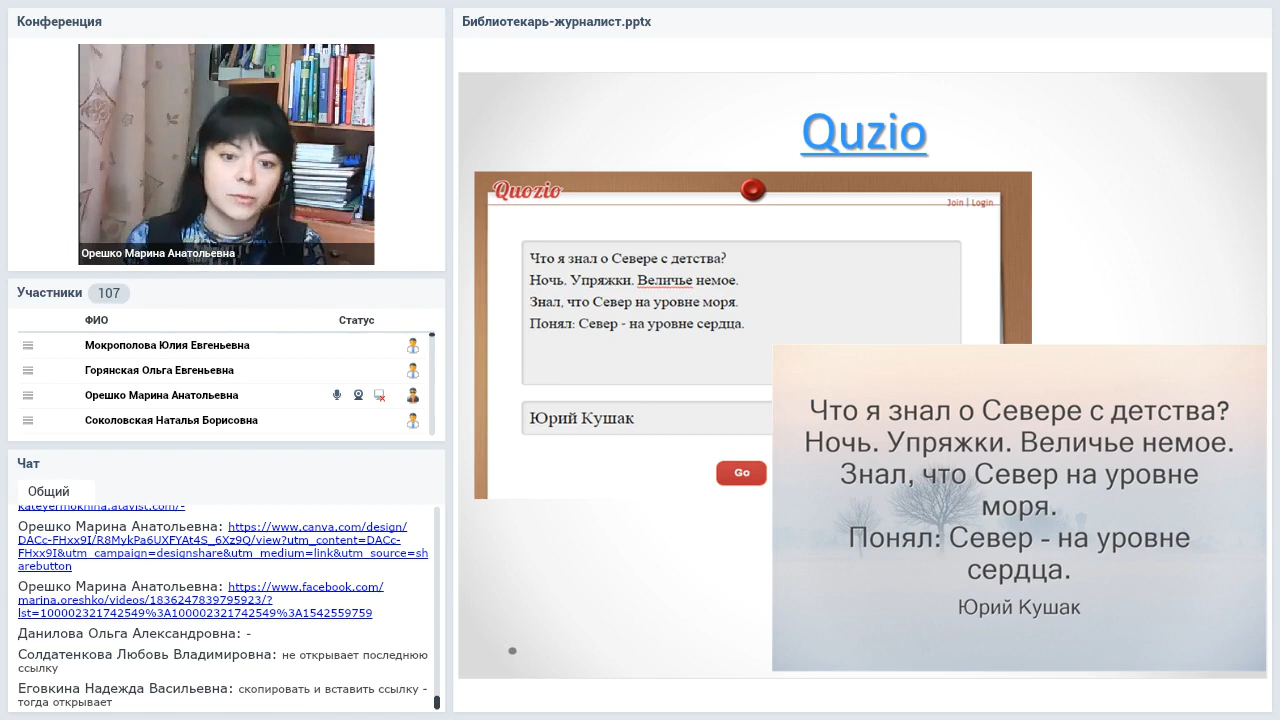 Конференция
Орешко Марина Анатольевна
Участники 107
ФИО Статус
Мокрополова Юлия Евгеньевна
Горянская Ольга Евгеньевна
Орешко Марина Анатольевна
Соколовская Наталья Борисовна
Чат
Общий
kateyermokhina.atavist.com/-
Орешко Марина Анатольевна: https://www.canva.com/design/
DACc-FHxx9I/R8MykPa6UXFYAt4S_6Xz9Q/view?utm_content=DACc-
FHxx9I&utm_campaign=designshare&utm_medium=link&utm_source=sh
arebutton
Орешко Марина Анатольевна: https://www.facebook.com/
marina.oreshko/videos/1836247839795923/?
lst=100002321742549%3A100002321742549%3A1542559759
Данилова Ольга Александровна: -
Солдатенкова Любовь Владимировна: не открывает последнюю
ссылку
Еговкина Надежда Васильевна: скопировать и вставить ссылку -
тогда открывает
Библиотекарь-журналист.pptx
Quzio
Quozio
Join | Login
Что я знал о Севере с детства?
Ночь. Упряжки. Величье немое.
Знал, что Север на уровне моря.
Понял: Север - на уровне сердца.
Юрий Кушак
Go
Что я знал о Севере с детства?
Ночь. Упряжки. Величье немое.
Знал, что Север на уровне
моря.
Понял: Север - на уровне
сердца.
Юрий Кушак